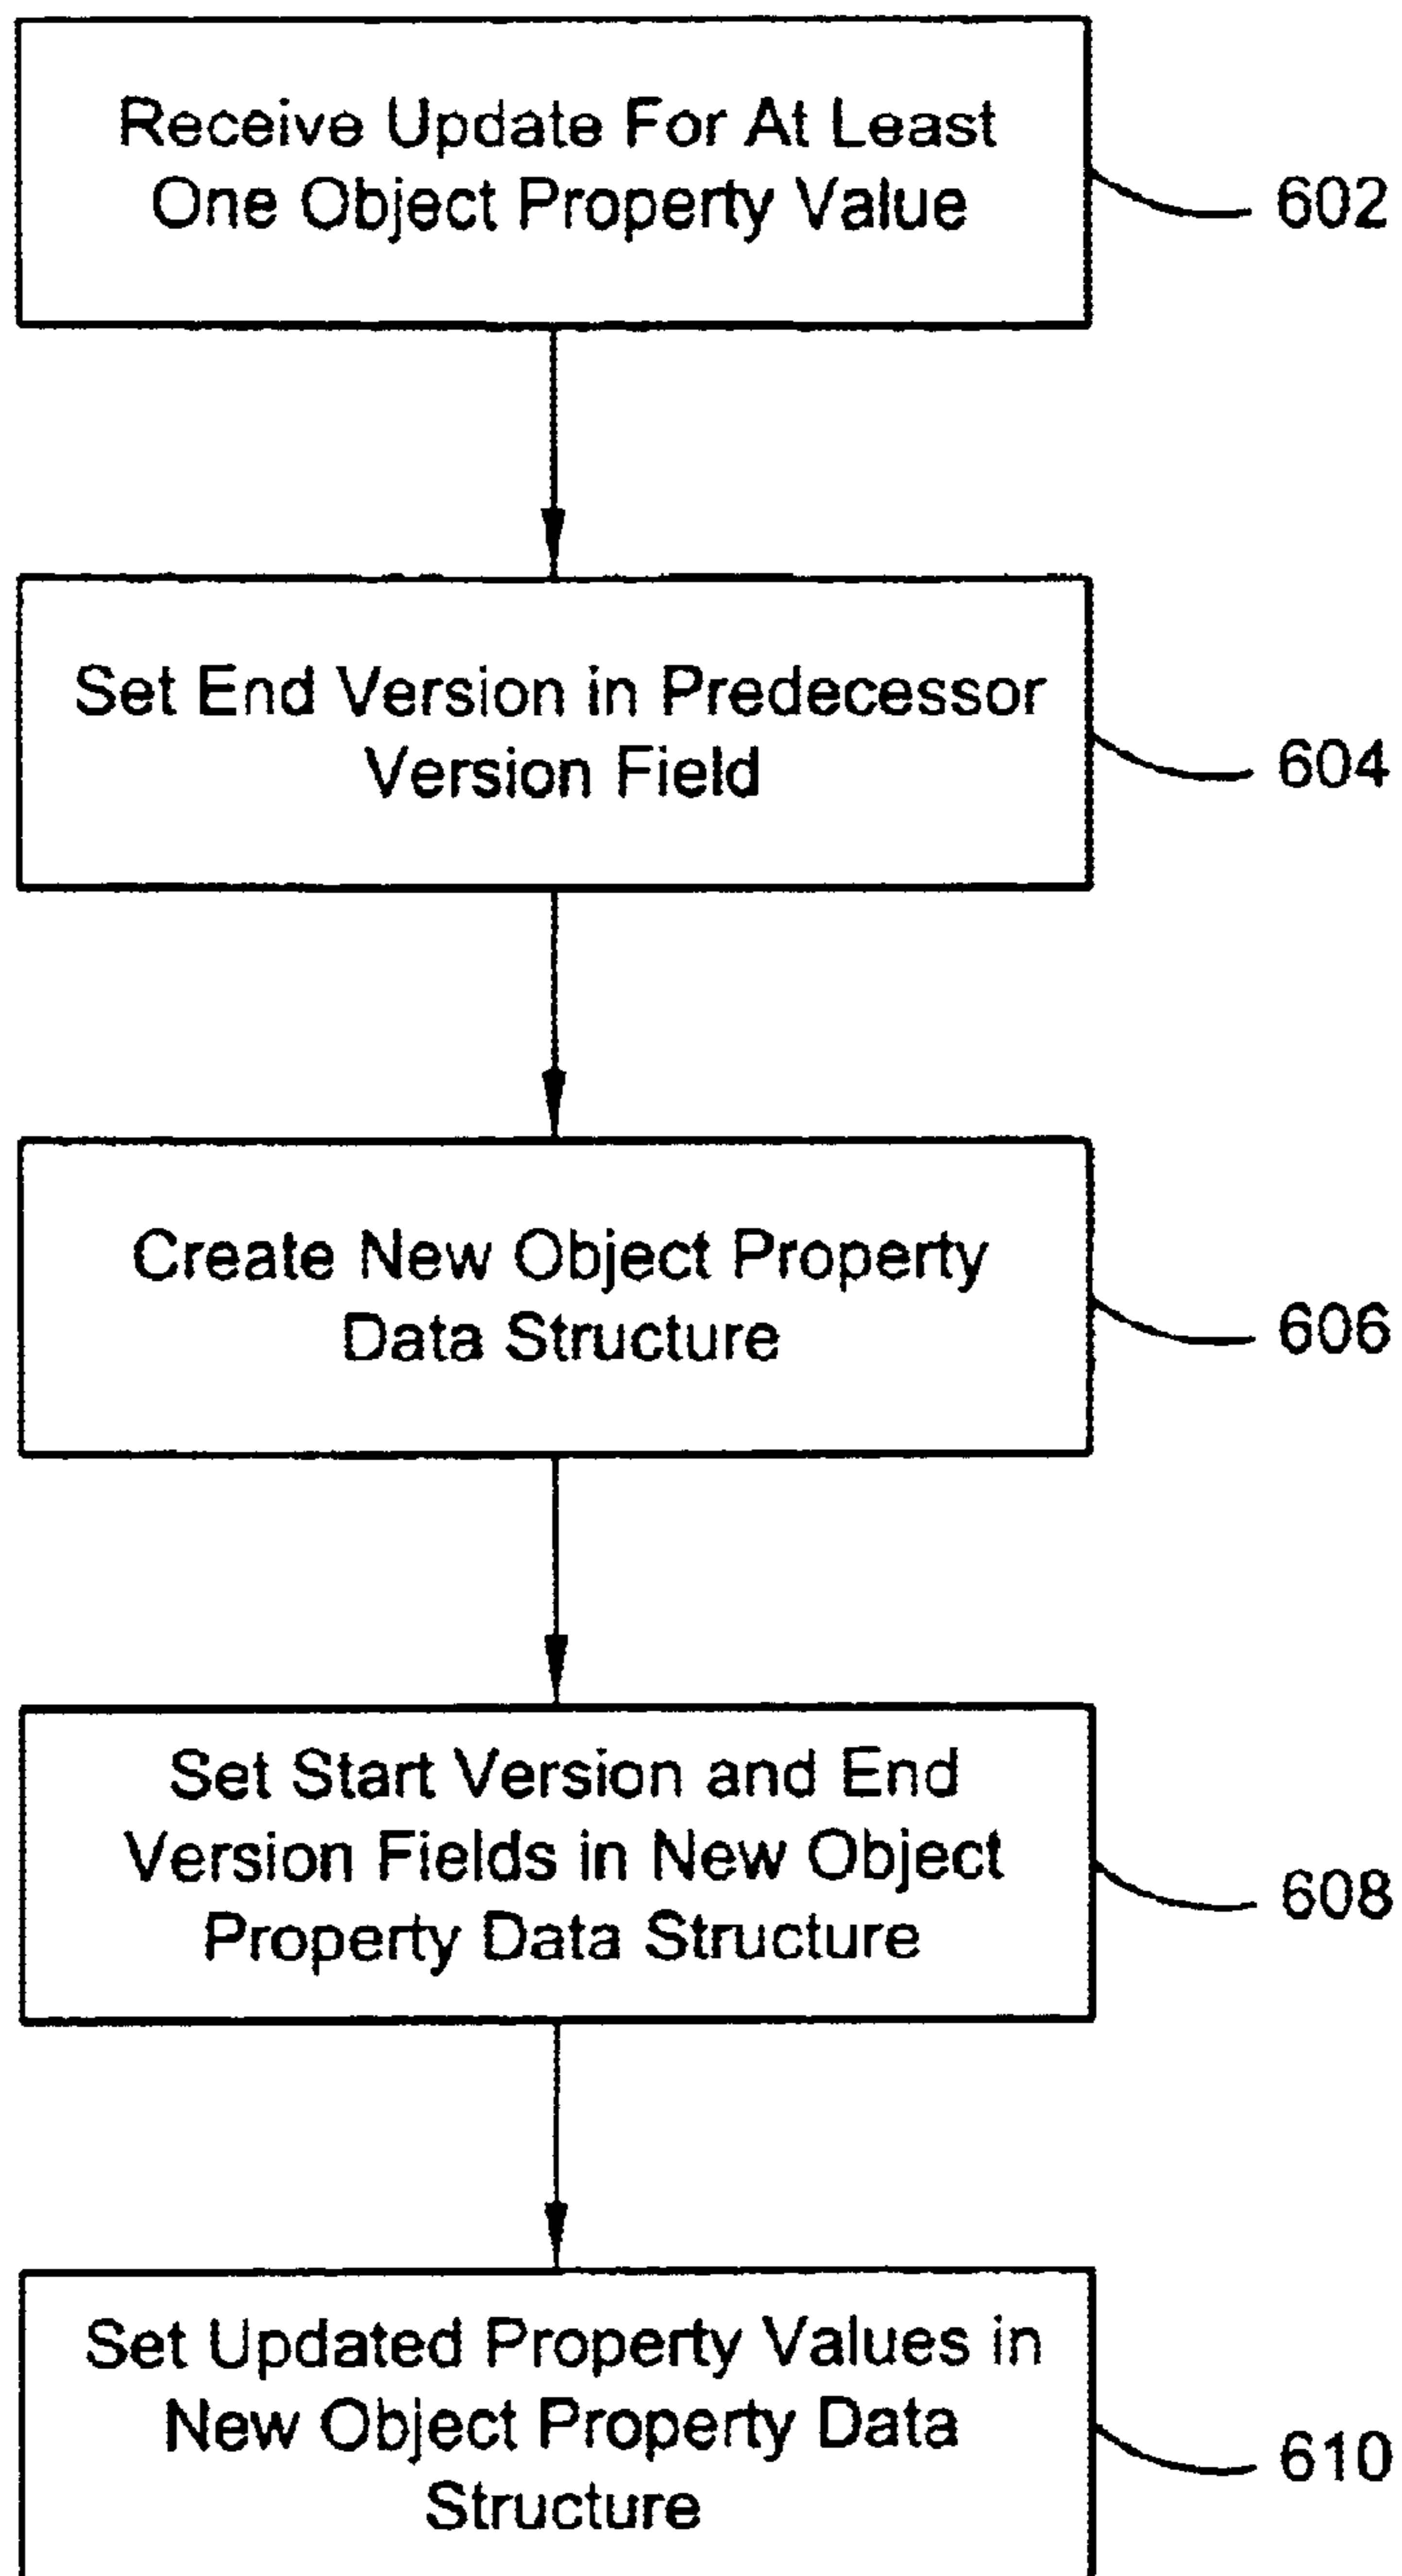 Receive Update For At Least
One Object Property Value
602
Set End Version in Predecessor
Version Field
604
Create New Object Property
Data Structure
606
Set Start Version and End
Version Fields in New Object
Property Data Structure
608
Set Updated Property Values in
New Object Property Data
Structure
610